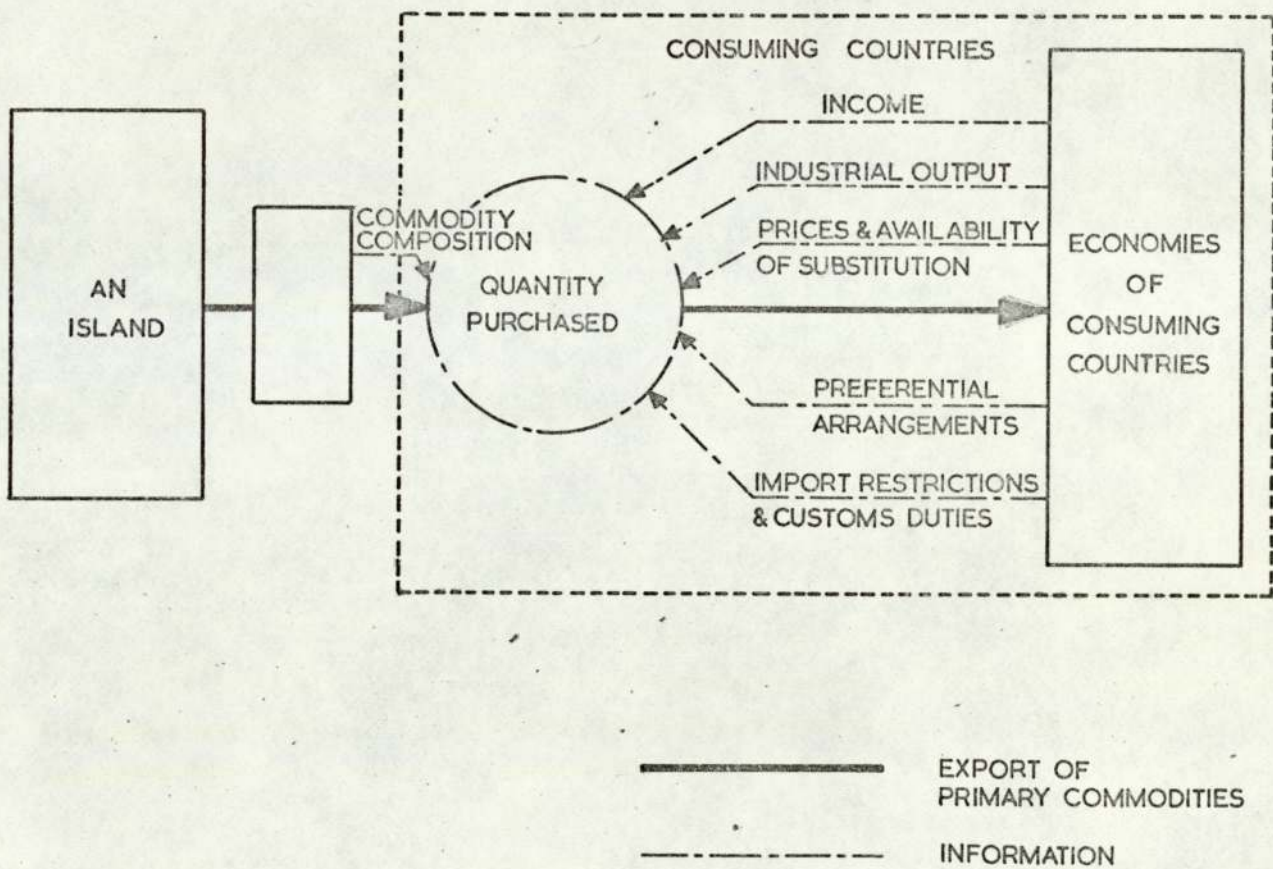 CONSUMING COUNTRIES
INCOME
INDUSTRIAL OUTPUT
COMMODITY
COMPOSITION
PRICES & AVAILABILITY
OF SUBSTITUTION
AN
ISLAND
QUANTITY
PURCHASED
ECONOMIES
OF
CONSUMING
COUNTRIES
PREFERENTIAL
ARRANGEMENTS
IMPORT RESTRICTIONS
& CUSTOMS DUTIES
EXPORT OF
PRIMARY COMMODITIES
INFORMATION